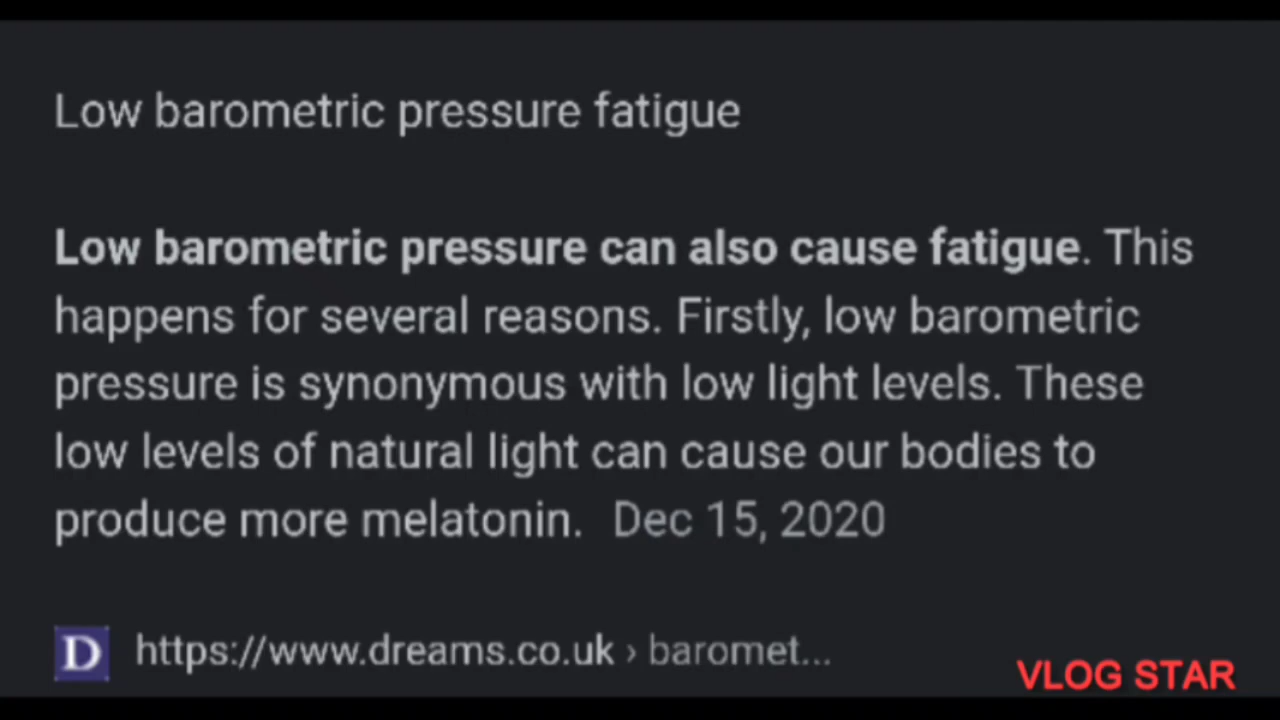 Low barometric pressure fatigue
Low barometric pressure can also cause fatigue. This
happens for several reasons. Firstly, low barometric
pressure is synonymous with low light levels. These
low levels of natural light can cause our bodies to
produce more melatonin. Dec 15, 2020
D https://www.dreams.co.uk › baromet...
VLOG STAR